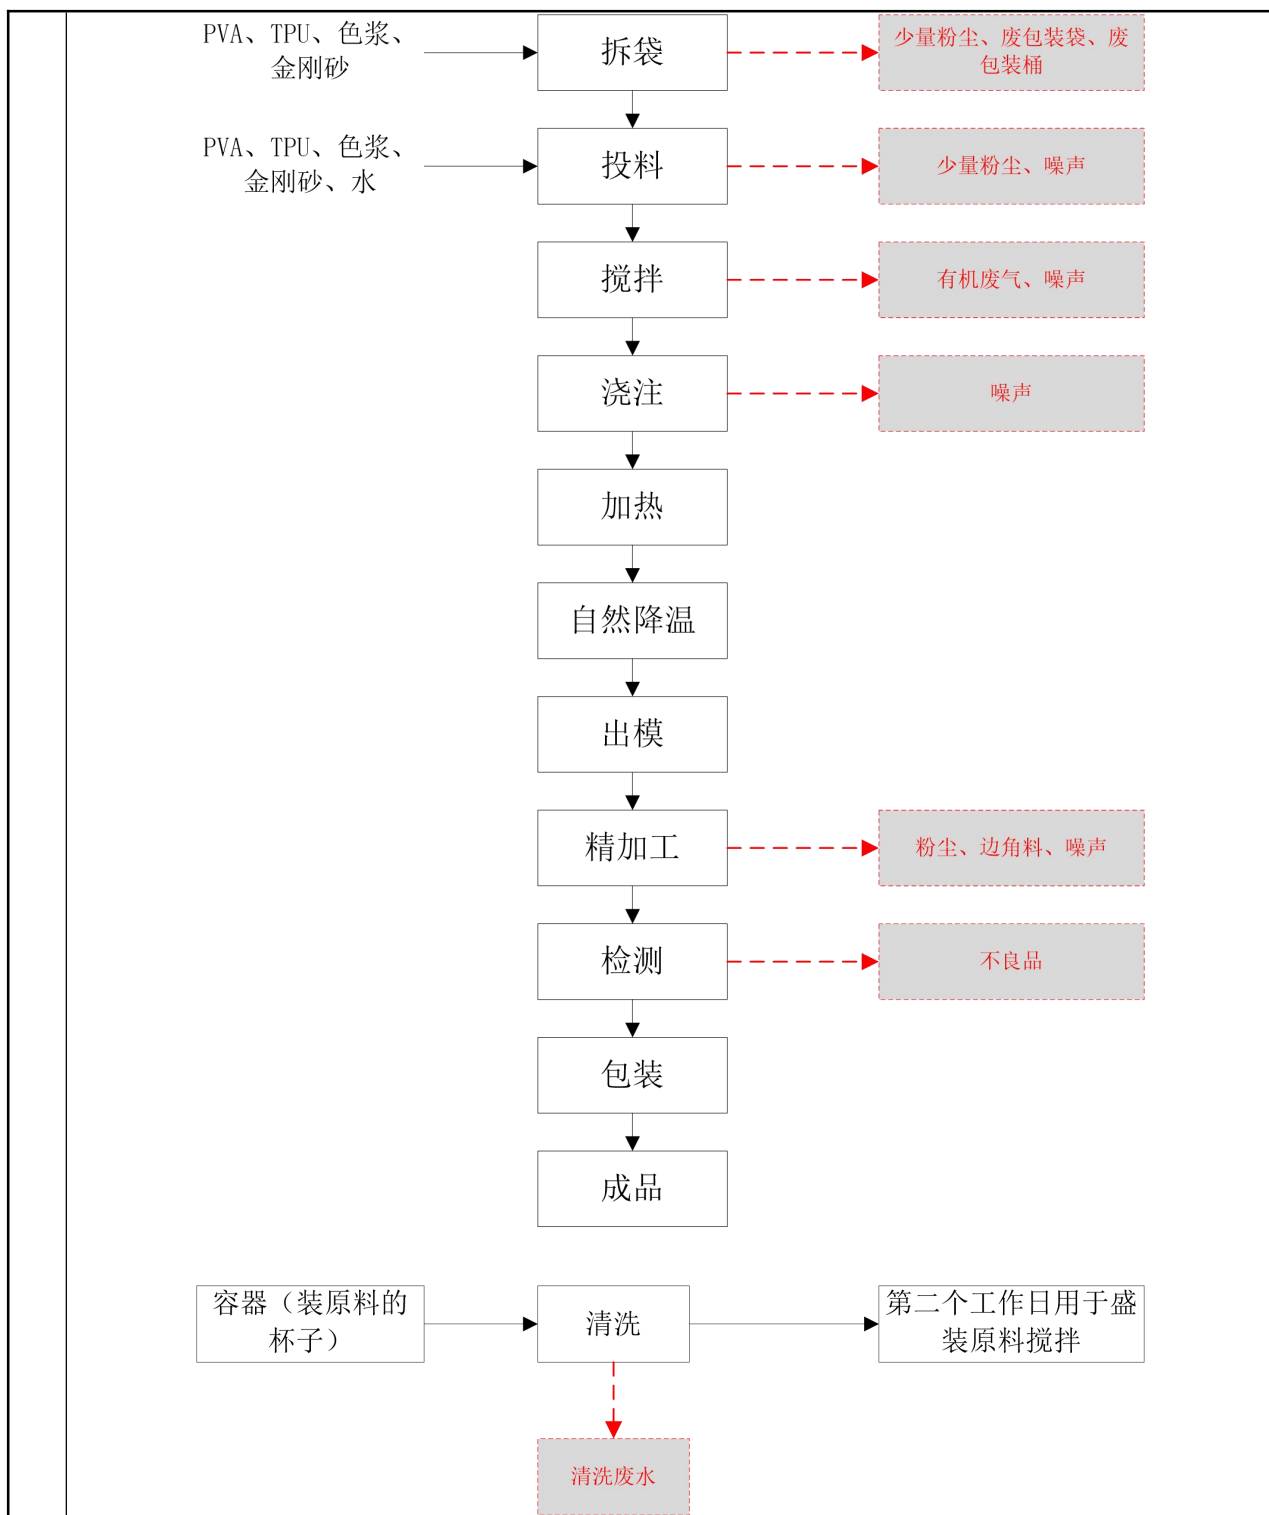 PVA、TPU、色浆、
金刚砂
拆袋
少量粉尘、废包装袋、废
包装桶
PVA、TPU、色浆、
金刚砂、水
投料
少量粉尘、噪声
搅拌
有机废气、噪声
浇注
噪声
加热
自然降温
出模
精加工
粉尘、边角料、噪声
检测
不良品
包装
成品
容器（装原料的
杯子）
清洗
第二个工作日用于盛
装原料搅拌
清洗废水